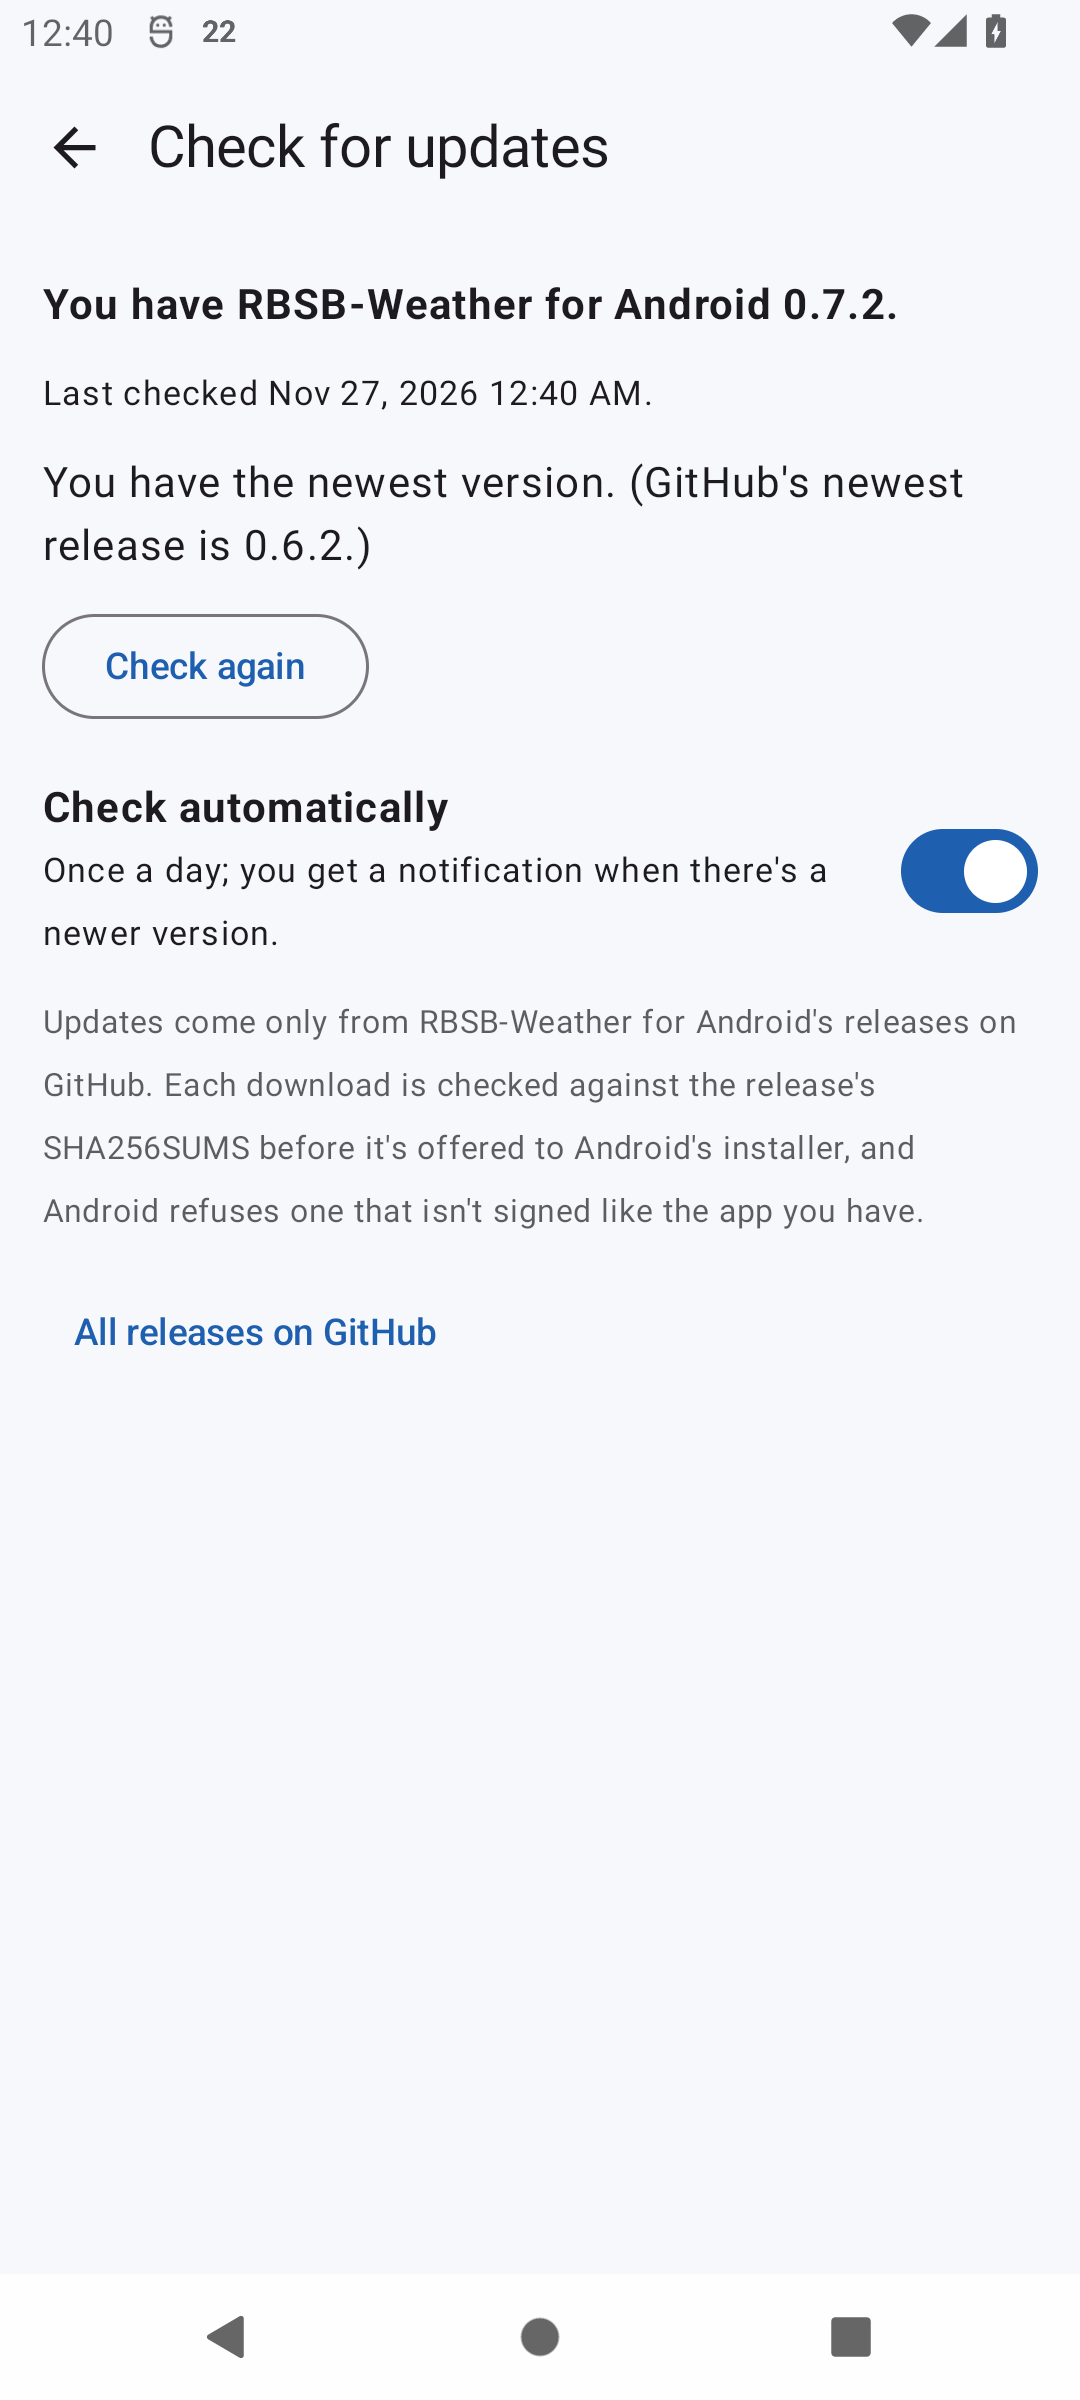 12:40 22
Check for updates
You have RBSB-Weather for Android 0.7.2.
Last checked Nov 27, 2026 12:40 AM.
You have the newest version. (GitHub's newest
release is 0.6.2.)
Check again
Check automatically
Once a day; you get a notification when there's a
newer version.
Updates come only from RBSB-Weather for Android's releases on
GitHub. Each download is checked against the release's
SHA256SUMS before it's offered to Android's installer, and
Android refuses one that isn't signed like the app you have.
All releases on GitHub